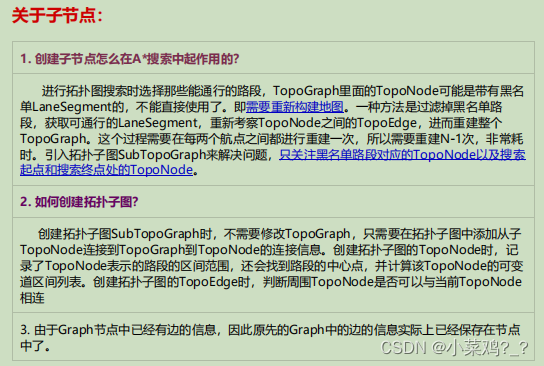 关于子节点：
1. 创建子节点怎么在A*搜索中起作用的？
进行拓扑图搜索时选择那些能通行的路段，TopoGraph里面的TopoNode可能是带有黑名
单LaneSegment的，不能直接使用了。即需要重新构建地图。一种方法是过滤掉黑名单路
段，获取可通行的LaneSegment，重新考察TopoNode之间的TopoEdge，进而重建整个
TopoGraph。这个过程需要在每两个航点之间都进行重建一次，所以需要重建N-1次，非常耗
时。引入拓扑子图SubTopoGraph来解决问题，只关注黑名单路段对应的TopoNode以及搜索
起点和搜索终点处的TopoNode。
2. 如何创建拓扑子图？
创建拓扑子图SubTopoGraph时，不需要修改TopoGraph，只需要在拓扑子图中添加从子
TopoNode连接到TopoGraph到TopoNode的连接信息。创建拓扑子图的TopoNode时，记
录了TopoNode表示的路段的区间范围，还会找到路段的中心点，并计算该TopoNode的可变
道区间列表。创建拓扑子图的TopoEdge时，判断周围TopoNode是否可以与当前TopoNode
相连
3. 由于Graph节点中已经有边的信息，因此原先的Graph中的边的信息实际上已经保存在节点
中了。
CSDN @小菜鸡?_?